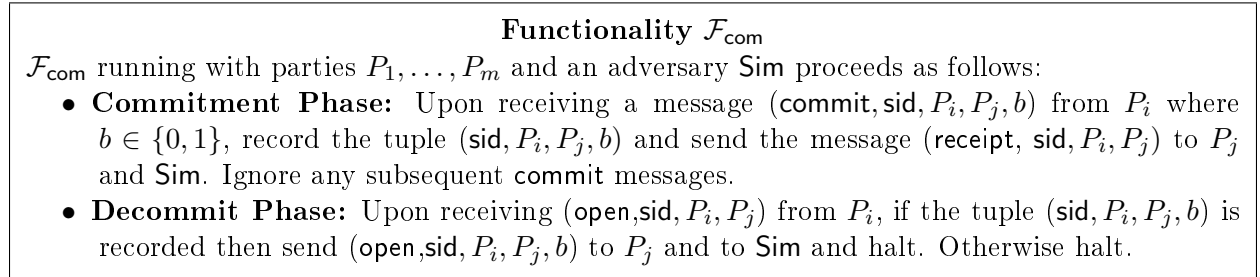 Functionality 𝓕com
𝓕com running with parties P1, . . . , Pm and an adversary Sim proceeds as follows:
• Commitment Phase: Upon receiving a message (commit, sid, Pi, Pj, b) from Pi where
b ∈ {0, 1}, record the tuple (sid, Pi, Pj, b) and send the message (receipt, sid, Pi, Pj) to Pj
and Sim. Ignore any subsequent commit messages.
• Decommit Phase: Upon receiving (open,sid, Pi, Pj) from Pi, if the tuple (sid, Pi, Pj, b) is
recorded then send (open,sid, Pi, Pj, b) to Pj and to Sim and halt. Otherwise halt.